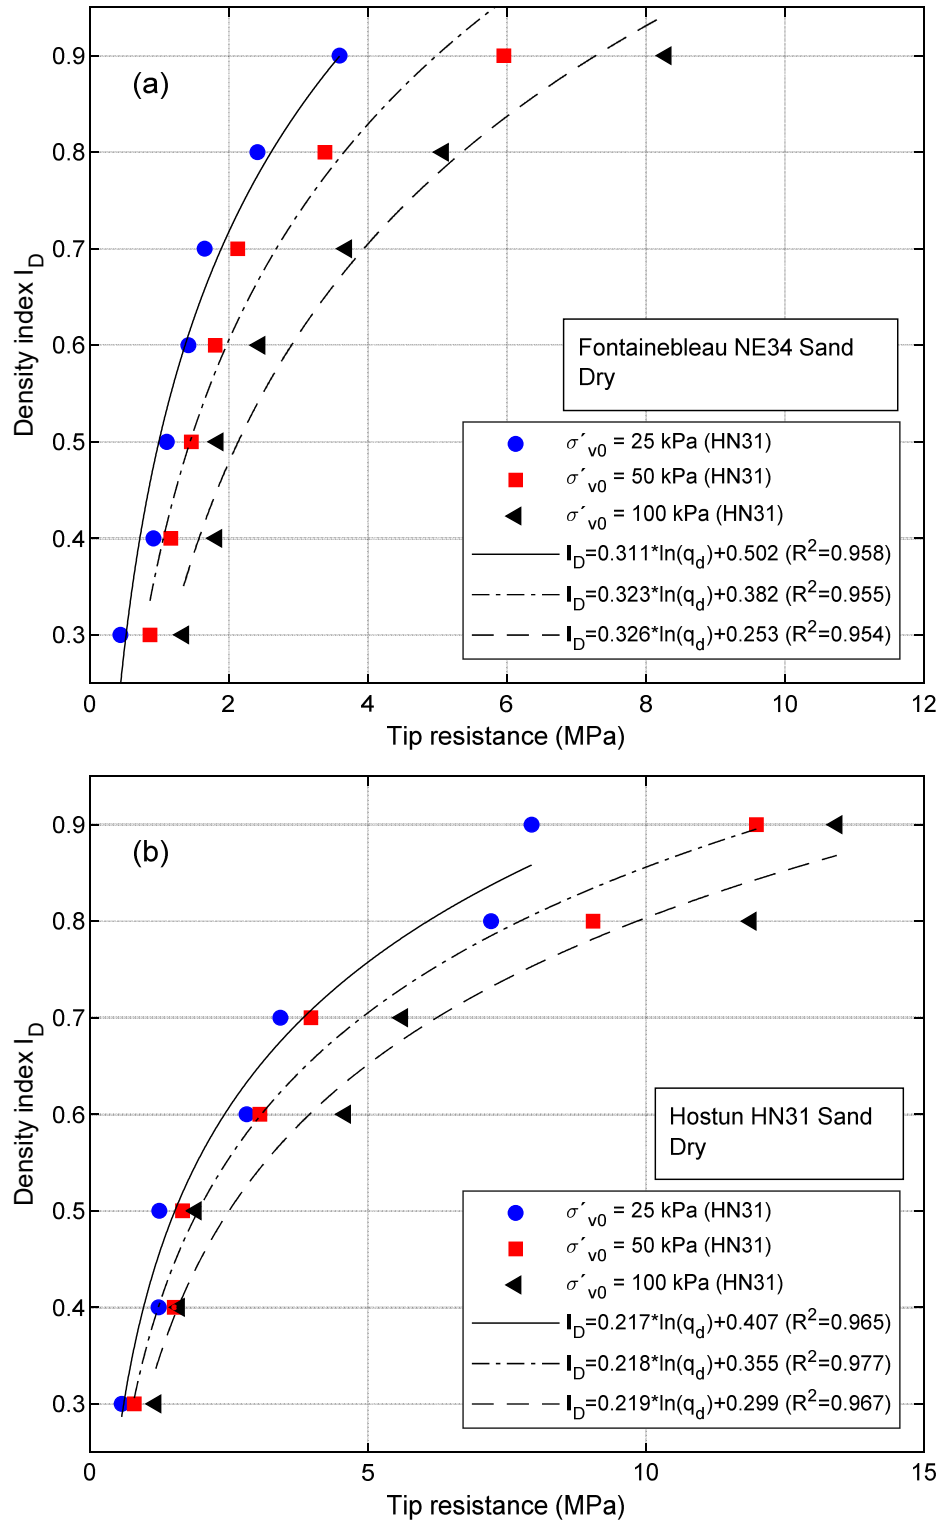 (a)
0.9
0.8
0.7
0.6
0.5
0.4
0.3
Density index I_D
Fontainebleau NE34 Sand
Dry
σ´v0 = 25 kPa (HN31)
σ´v0 = 50 kPa (HN31)
σ´v0 = 100 kPa (HN31)
I_D=0.311*ln(q_d)+0.502 (R²=0.958)
I_D=0.323*ln(q_d)+0.382 (R²=0.955)
I_D=0.326*ln(q_d)+0.253 (R²=0.954)
0 2 4 6 8 10 12
Tip resistance (MPa)
(b)
0.9
0.8
0.7
0.6
0.5
0.4
0.3
Density index I_D
Hostun HN31 Sand
Dry
σ´v0 = 25 kPa (HN31)
σ´v0 = 50 kPa (HN31)
σ´v0 = 100 kPa (HN31)
I_D=0.217*ln(q_d)+0.407 (R²=0.965)
I_D=0.218*ln(q_d)+0.355 (R²=0.977)
I_D=0.219*ln(q_d)+0.299 (R²=0.967)
0 5 10 15
Tip resistance (MPa)